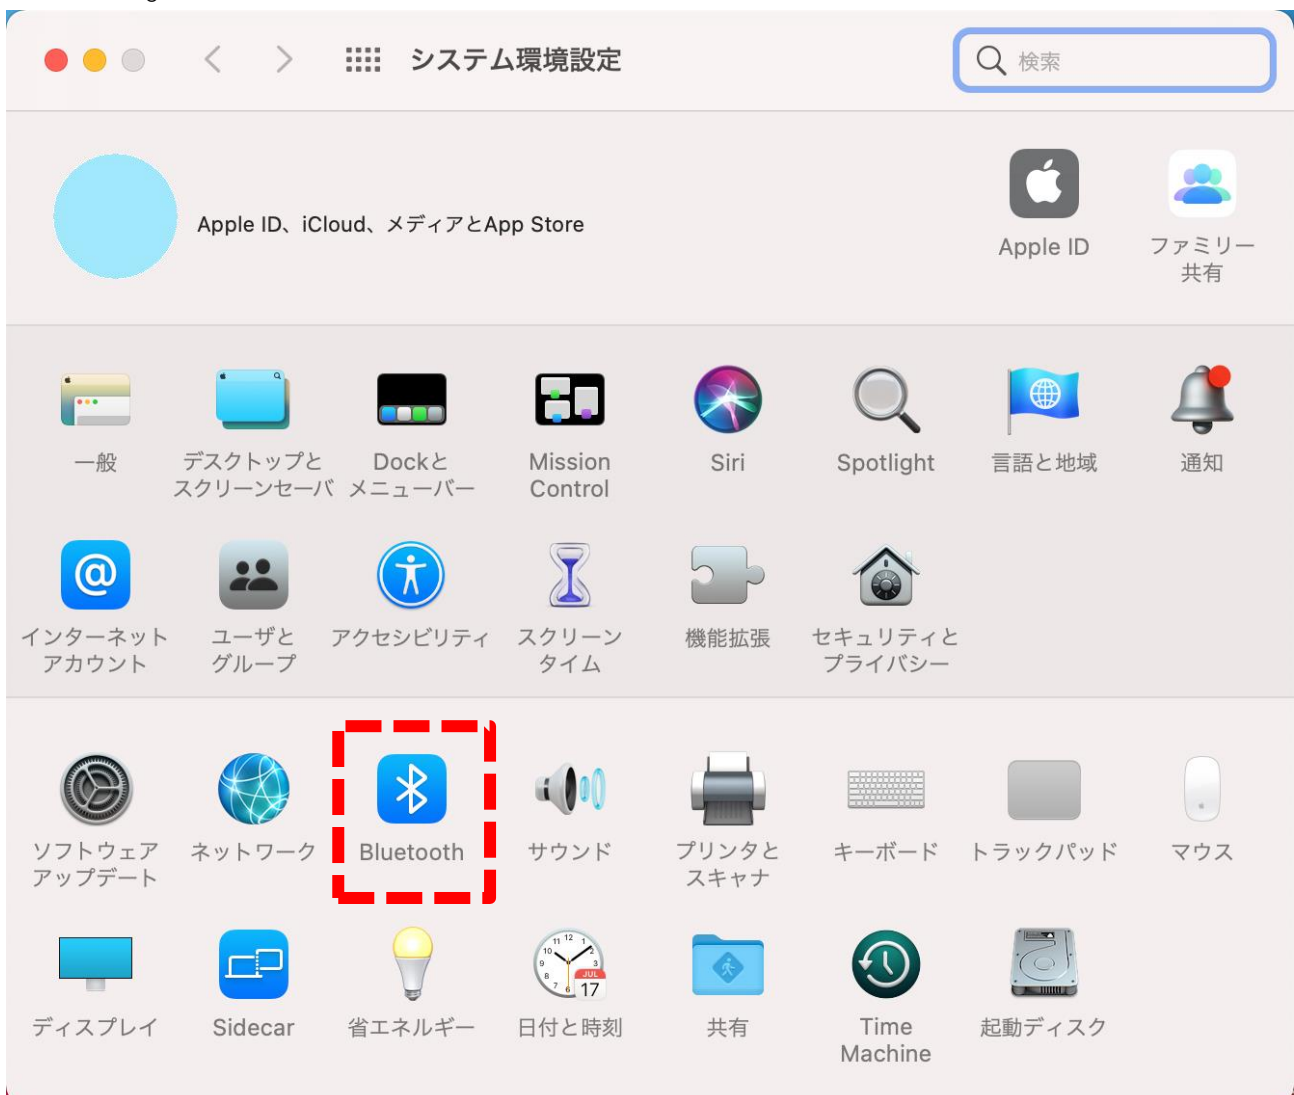 システム環境設定
検索
Apple ID、iCloud、メディアとApp Store
Apple ID
ファミリー
共有
一般
デスクトップと
スクリーンセーバ
Dockと
メニューバー
Mission
Control
Siri
Spotlight
言語と地域
通知
インターネット
アカウント
ユーザと
グループ
アクセシビリティ
スクリーン
タイム
機能拡張
セキュリティと
プライバシー
ソフトウェア
アップデート
ネットワーク
Bluetooth
サウンド
プリンタと
スキャナ
キーボード
トラックパッド
マウス
ディスプレイ
Sidecar
省エネルギー
JUL
17
日付と時刻
共有
Time
Machine
起動ディスク